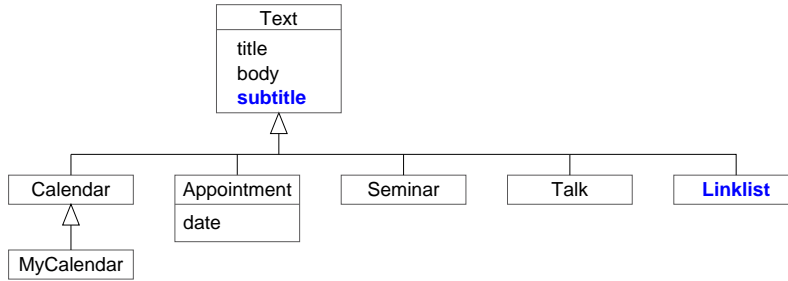 Text
title
body
subtitle
Calendar
Appointment
Seminar
Talk
Linklist
date
MyCalendar